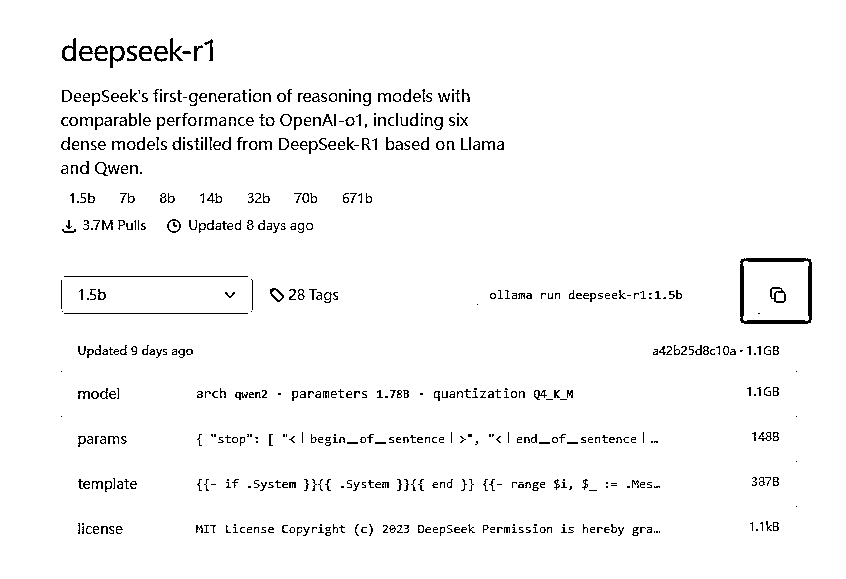 deepseek-r1
DeepSeek's first-generation of reasoning models with
comparable performance to OpenAI-o1, including six
dense models distilled from DeepSeek-R1 based on Llama
and Qwen.
1.5b 7b 8b 14b 32b 70b 671b
3.7M Pulls Updated 8 days ago
1.5b 28 Tags ollama run deepseek-r1:1.5b
Updated 9 days ago a42b25d8c10a · 1.1GB
model arch qwen2 · parameters 1.78B · quantization Q4_K_M 1.1GB
params { "stop": [ "<|begin▁of▁sentence|>", "<|end▁of▁sentence|… 148B
template {{- if .System }}{{ .System }}{{ end }} {{- range $i, $_ := .Mes… 387B
license MIT License Copyright (c) 2023 DeepSeek Permission is hereby gra… 1.1kB